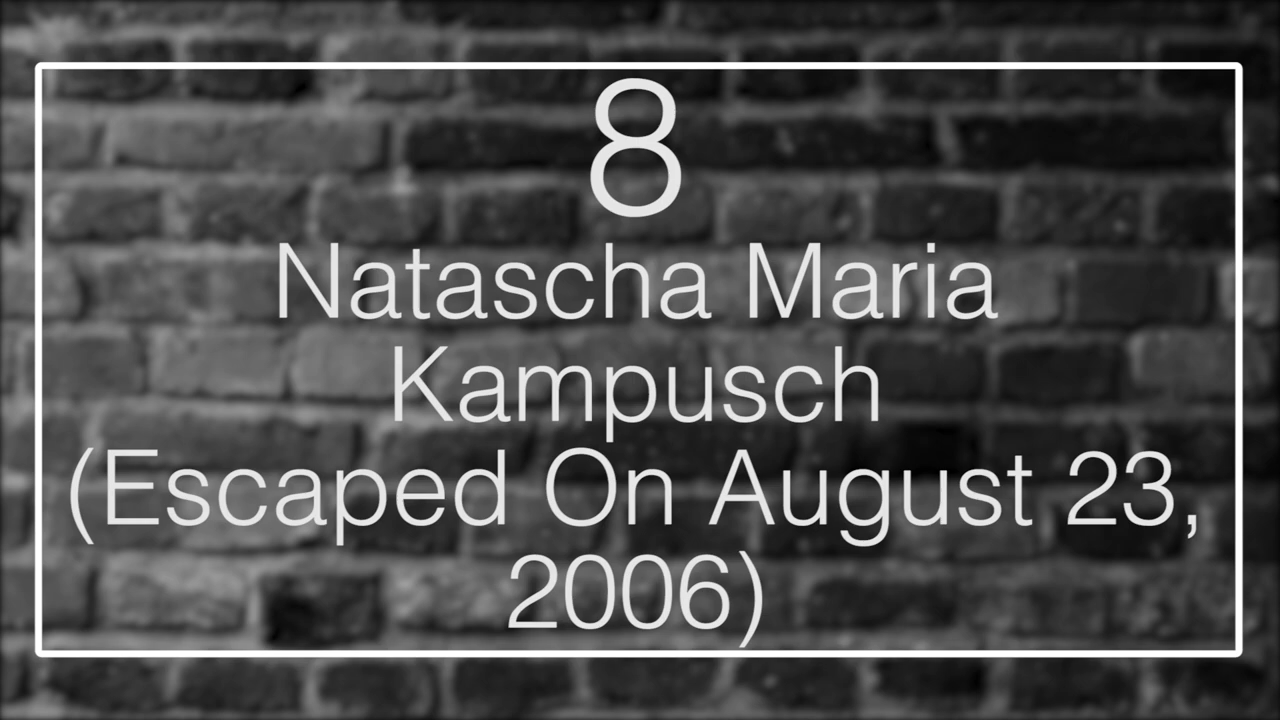 8
Natascha Maria
Kampusch
(Escaped On August 23,
2006)